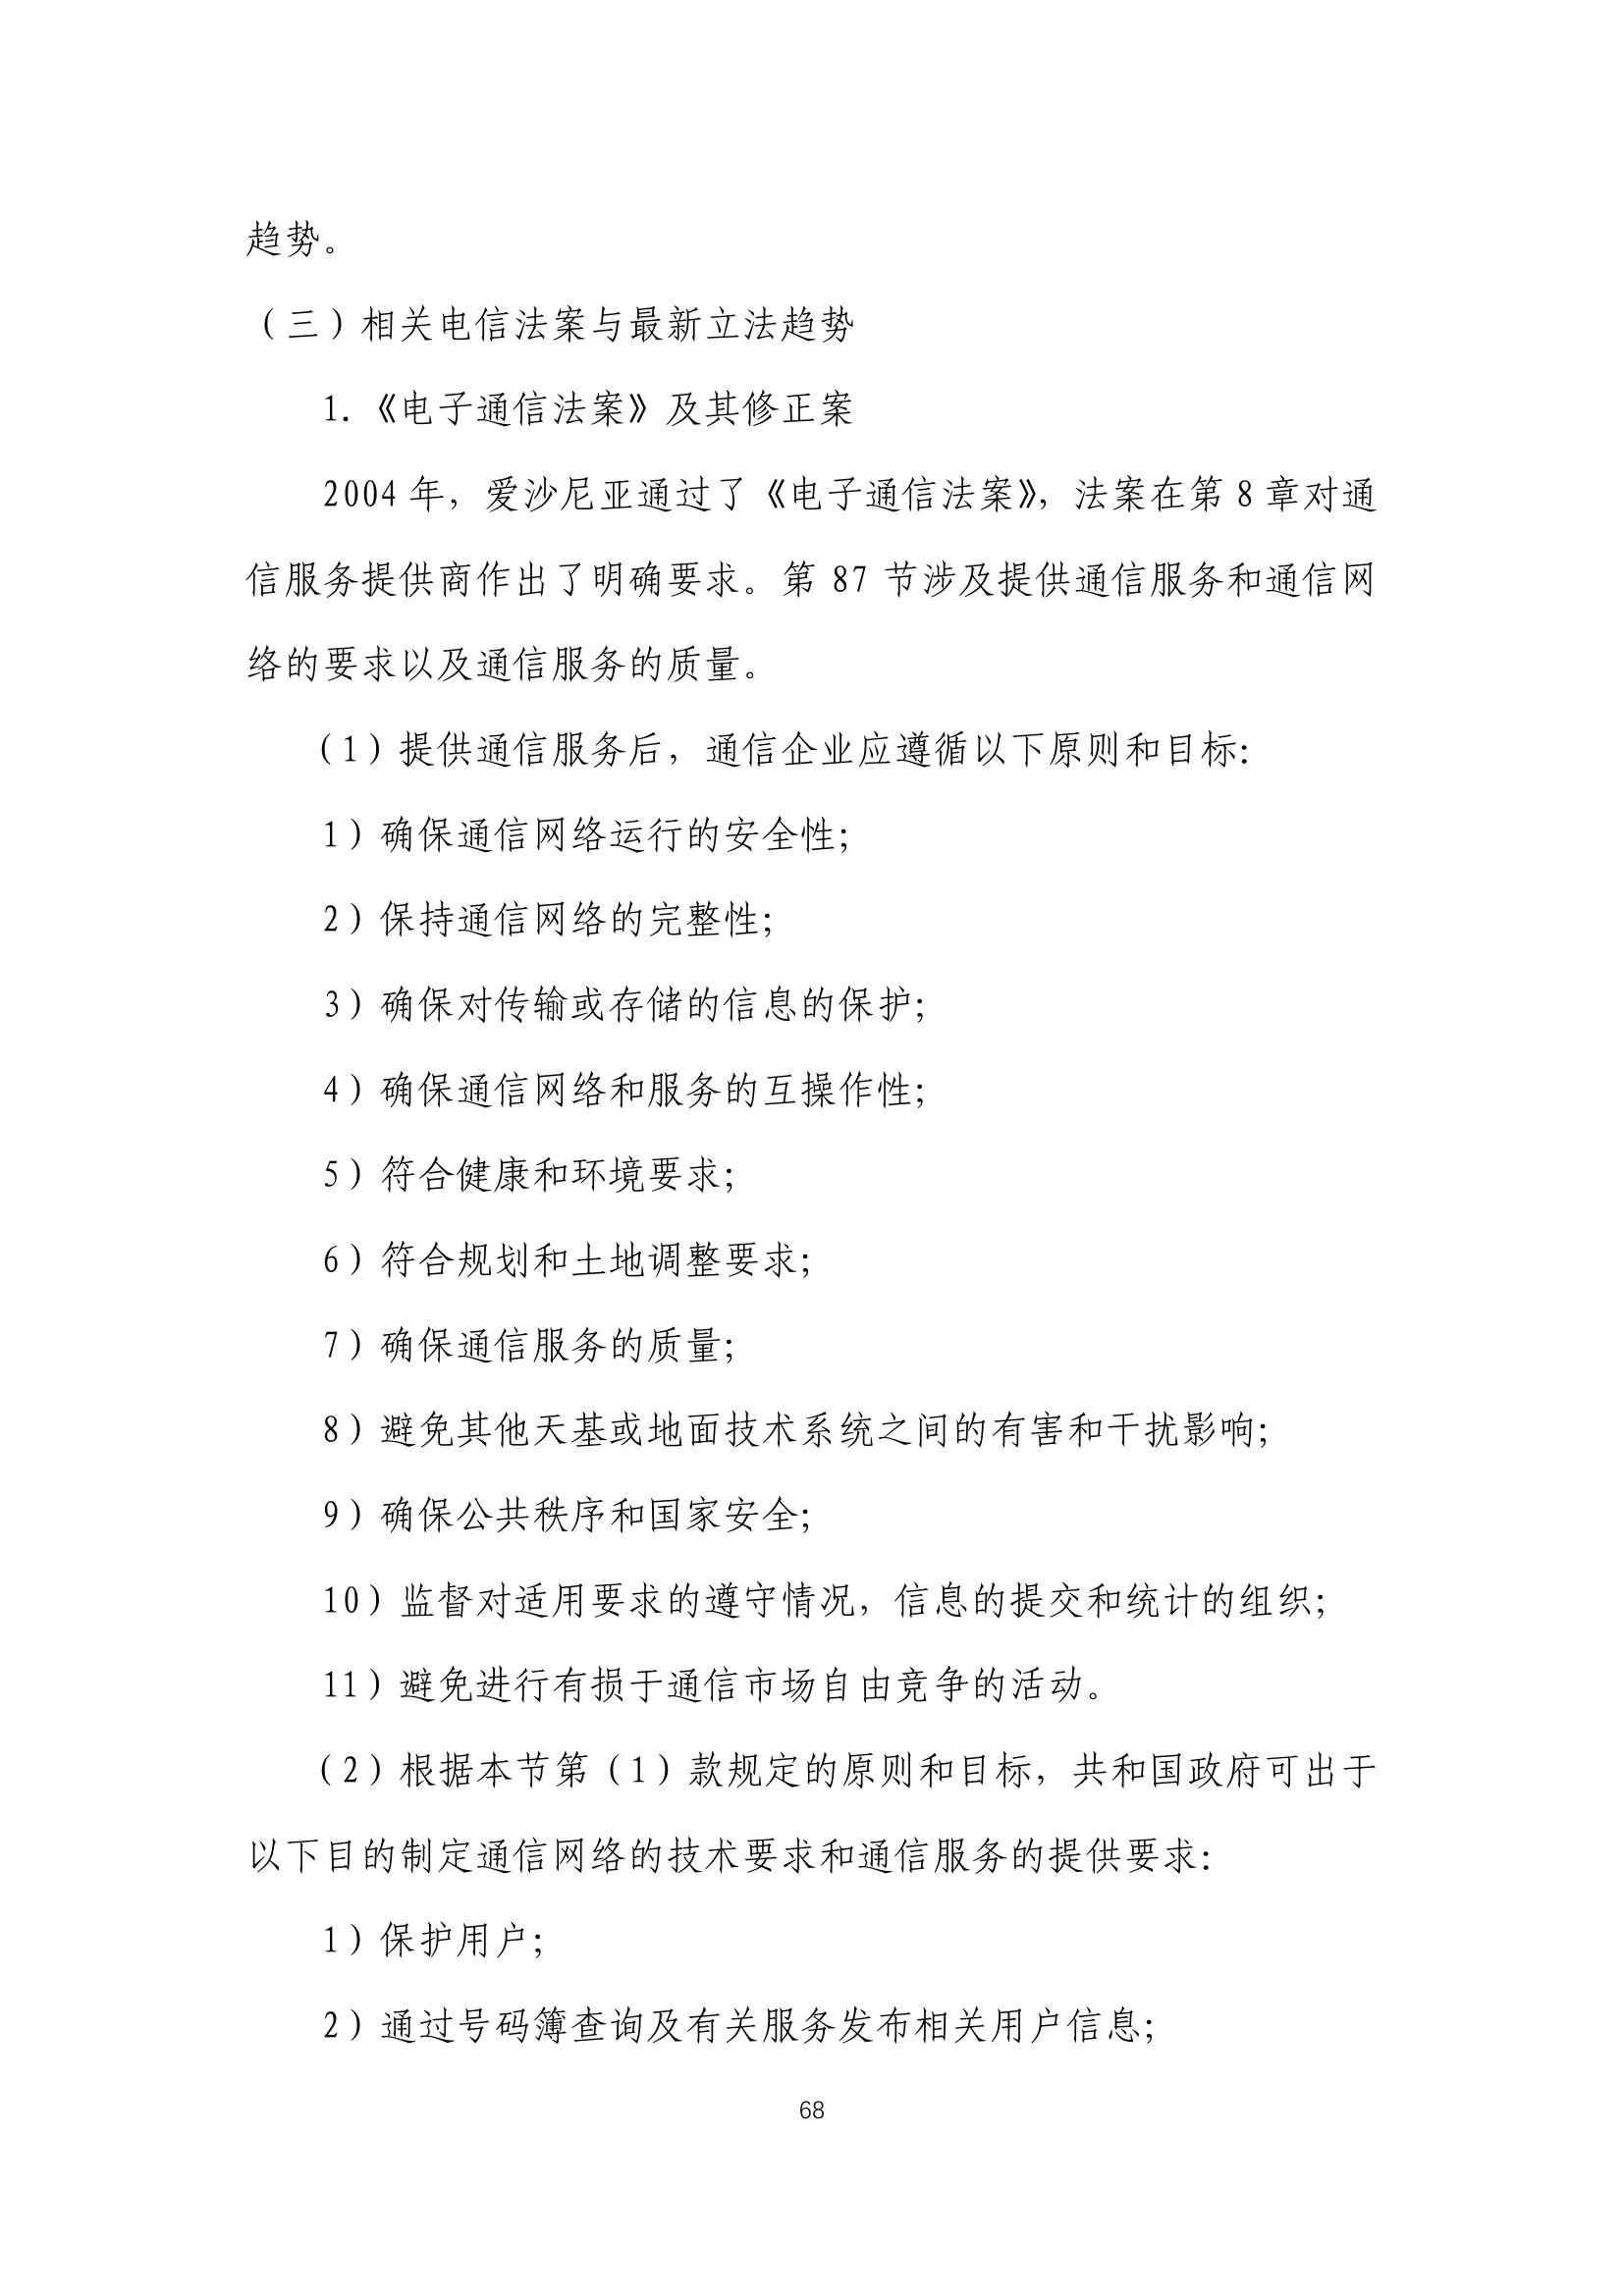 趋势。
（三）相关电信法案与最新立法趋势
1.《电子通信法案》及其修正案
2004 年，爱沙尼亚通过了《电子通信法案》，法案在第 8 章对通
信服务提供商作出了明确要求。第 87 节涉及提供通信服务和通信网
络的要求以及通信服务的质量。
（1）提供通信服务后，通信企业应遵循以下原则和目标：
1）确保通信网络运行的安全性；
2）保持通信网络的完整性；
3）确保对传输或存储的信息的保护；
4）确保通信网络和服务的互操作性；
5）符合健康和环境要求；
6）符合规划和土地调整要求；
7）确保通信服务的质量；
8）避免其他天基或地面技术系统之间的有害和干扰影响；
9）确保公共秩序和国家安全；
10）监督对适用要求的遵守情况，信息的提交和统计的组织；
11）避免进行有损于通信市场自由竞争的活动。
（2）根据本节第（1）款规定的原则和目标，共和国政府可出于
以下目的制定通信网络的技术要求和通信服务的提供要求：
1）保护用户；
2）通过号码簿查询及有关服务发布相关用户信息；
68